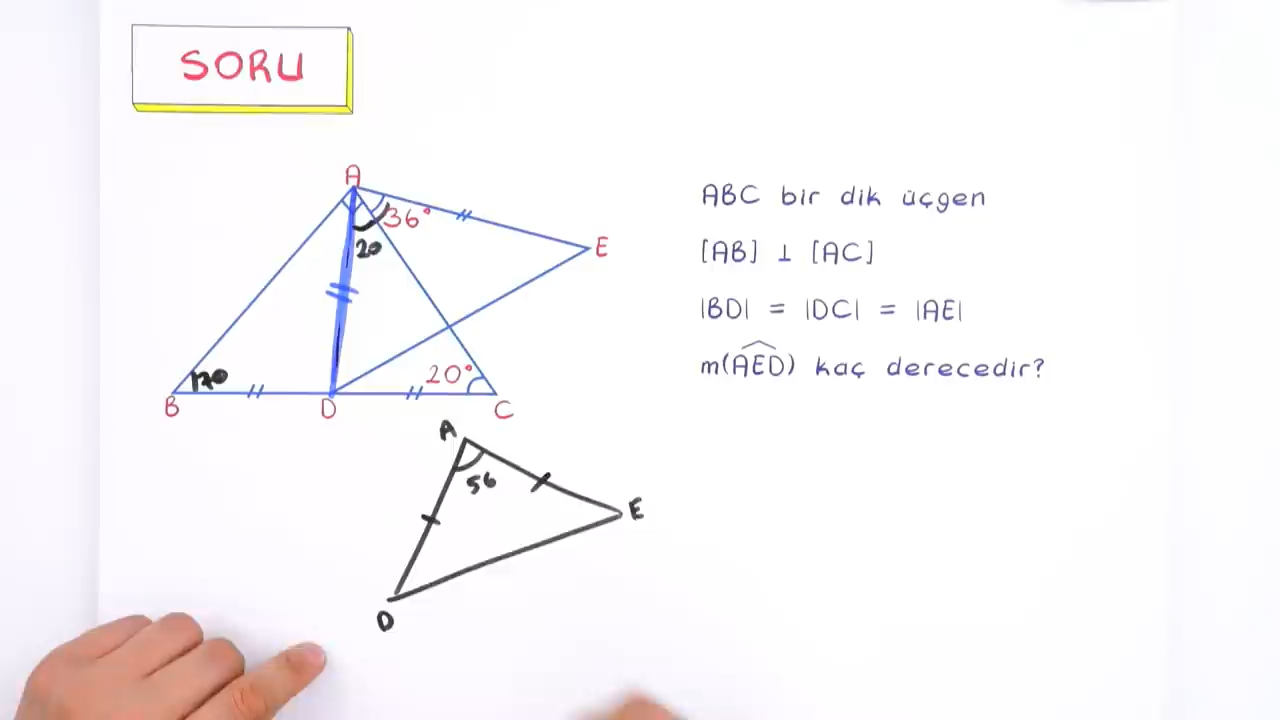 SORU
A
36°
20
E
120
20°
B
D
C
ABC bir dik üçgen
[AB] ⊥ [AC]
|BD| = |DC| = |AE|
m(AED) kaç derecedir?
A
56
E
D